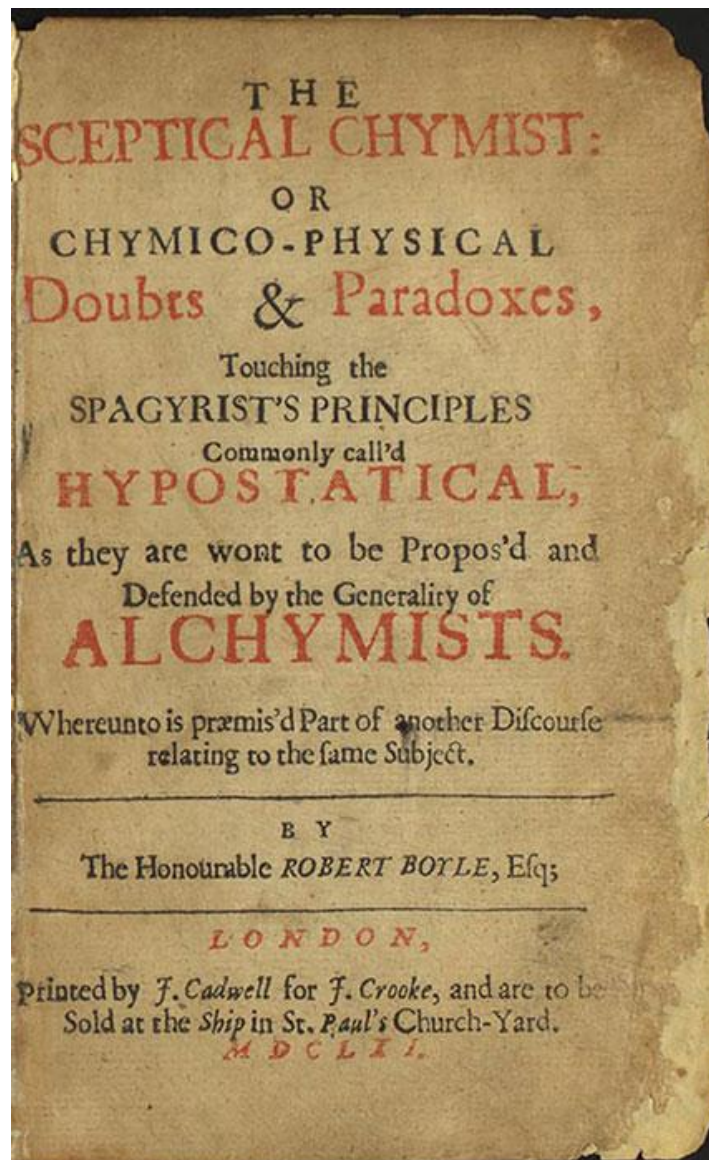 THE
SCEPTICAL CHYMIST:
OR
CHYMICO-PHYSICAL
Doubts & Paradoxes,
Touching the
SPAGYRIST'S PRINCIPLES
Commonly call'd
HYPOSTATICAL,
As they are wont to be Propos'd and
Defended by the Generality of
ALCHYMISTS.
Whereunto is præmis'd Part of another Diſcourſe
relating to the ſame Subject.
BY
The Honourable ROBERT BOYLE, Eſq;
LONDON,
Printed by J. Cadwell for J. Crooke, and are to be
Sold at the Ship in St. Paul's Church-Yard.
MDCLXI.